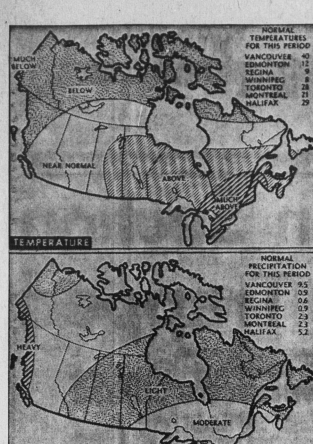 NORMAL
TEMPERATURES
FOR THIS PERIOD
VANCOUVER 40
EDMONTON 12
REGINA 9
WINNIPEG 8
TORONTO 28
MONTREAL 21
HALIFAX 29
MUCH
BELOW
BELOW
NEAR NORMAL
ABOVE
MUCH
ABOVE
TEMPERATURE
NORMAL
PRECIPITATION
FOR THIS PERIOD
VANCOUVER 9.5
EDMONTON 0.9
REGINA 0.6
WINNIPEG 0.9
TORONTO 2.3
MONTREAL 2.3
HALIFAX 5.2
HEAVY
LIGHT
MODERATE